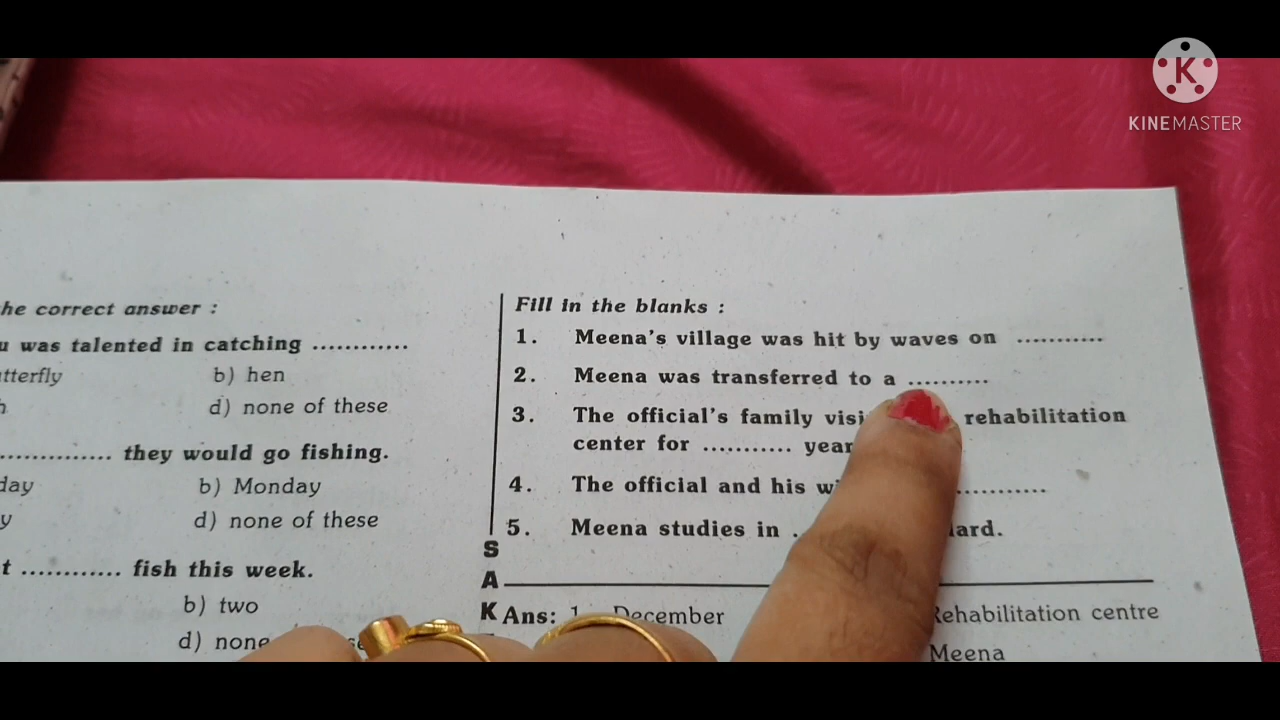 KINEMASTER
he correct answer :
u was talented in catching ............
tterfly b) hen
d) none of these
.............. they would go fishing.
day b) Monday
y d) none of these
t ............ fish this week.
b) two
d) none
Fill in the blanks :
1. Meena's village was hit by waves on ...........
2. Meena was transferred to a ..........
3. The official's family visi rehabilitation
center for ........... year
4. The official and his wi ...........
5. Meena studies in . ard.
S
A
K
Ans: 1. December Rehabilitation centre
Meena